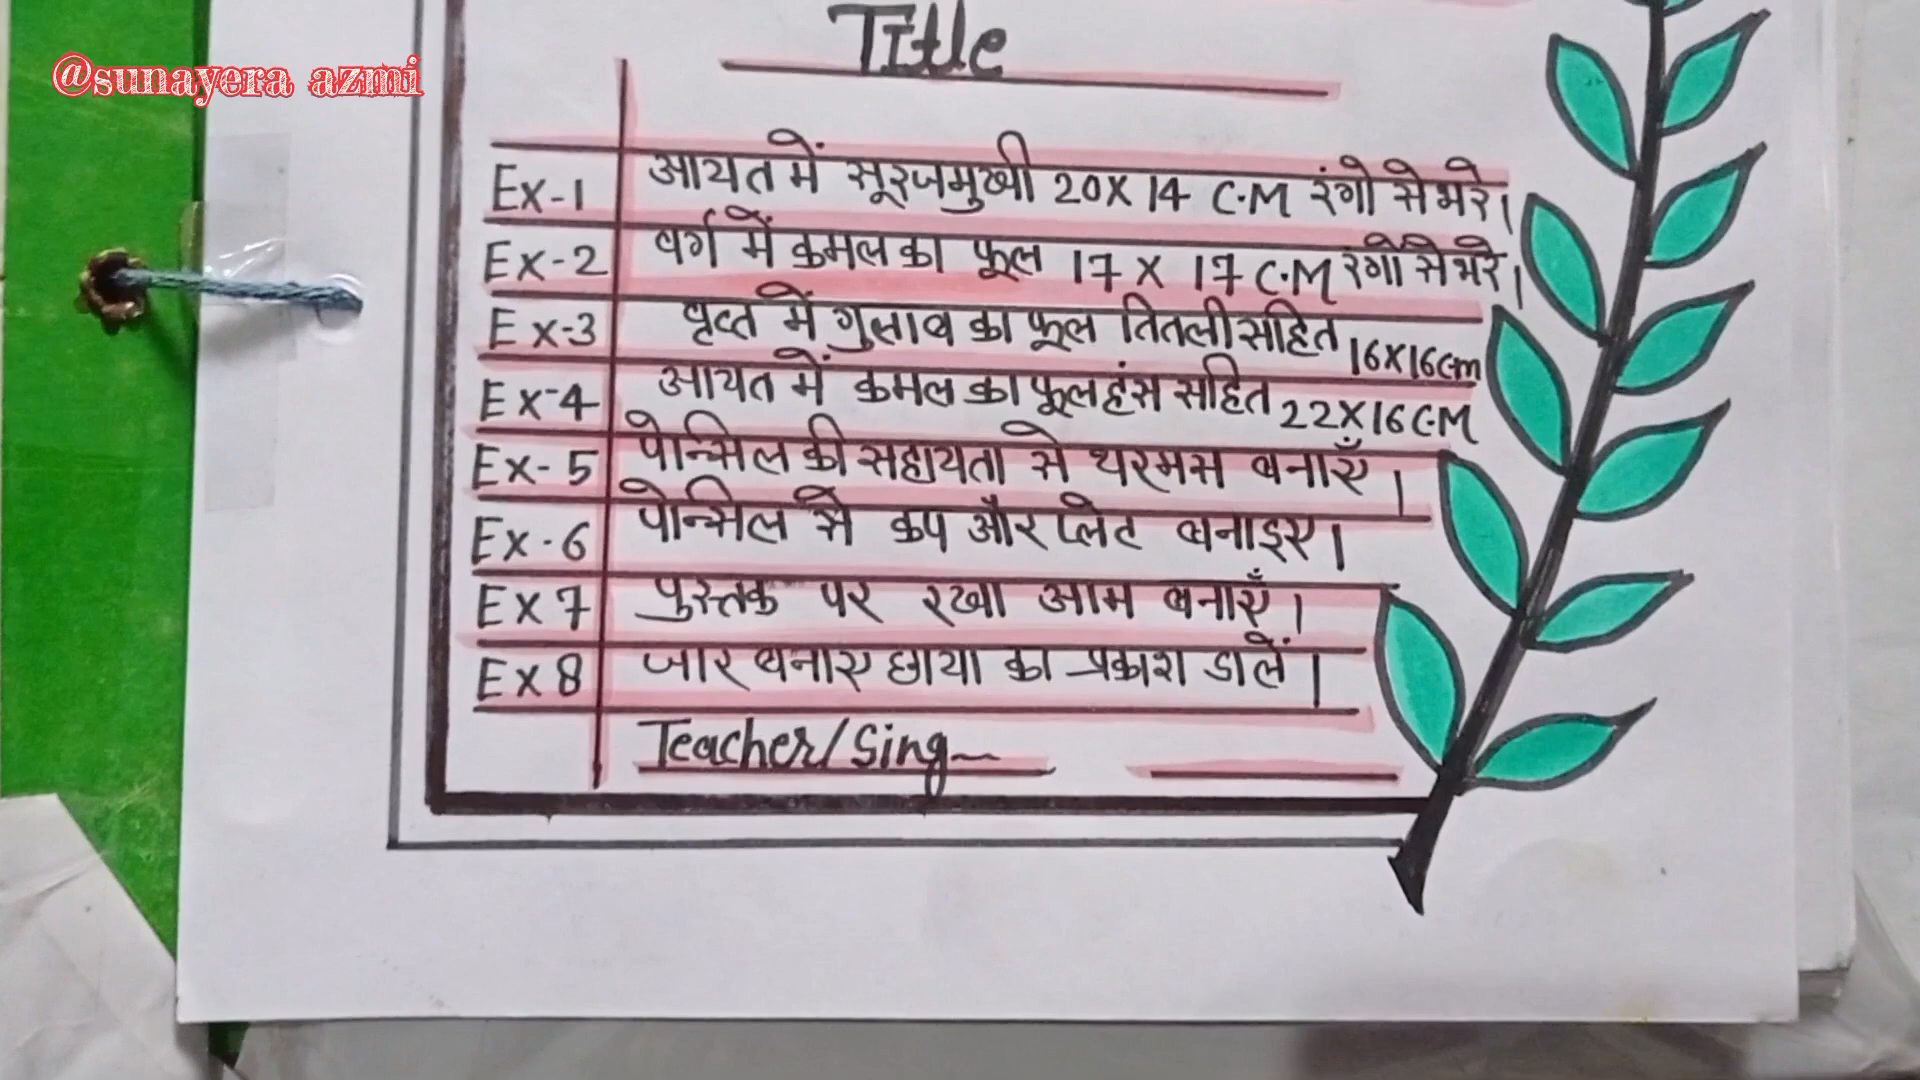 @sunayera azmi
Title
Ex-1 आयत में सूरजमुखी 20X14 C.M रंगो से भरे।
Ex-2 वर्ग में कमल का फूल 17 X 17 C.M रंगो से भरे।
Ex-3 वृत्त में गुलाब का फूल तितली सहित 16X16cm
Ex-4 आयत में कमल का फूल हंस सहित 22X16 C.M
Ex-5 पेन्सिल की सहायता से थरमस बनाएँ।
Ex-6 पेन्सिल से कप और प्लेट बनाइए।
Ex 7 पुस्तक पर रखा आम बनाएँ।
Ex 8 जार बनाए छाया का प्रकाश डालें।
Teacher/Sing